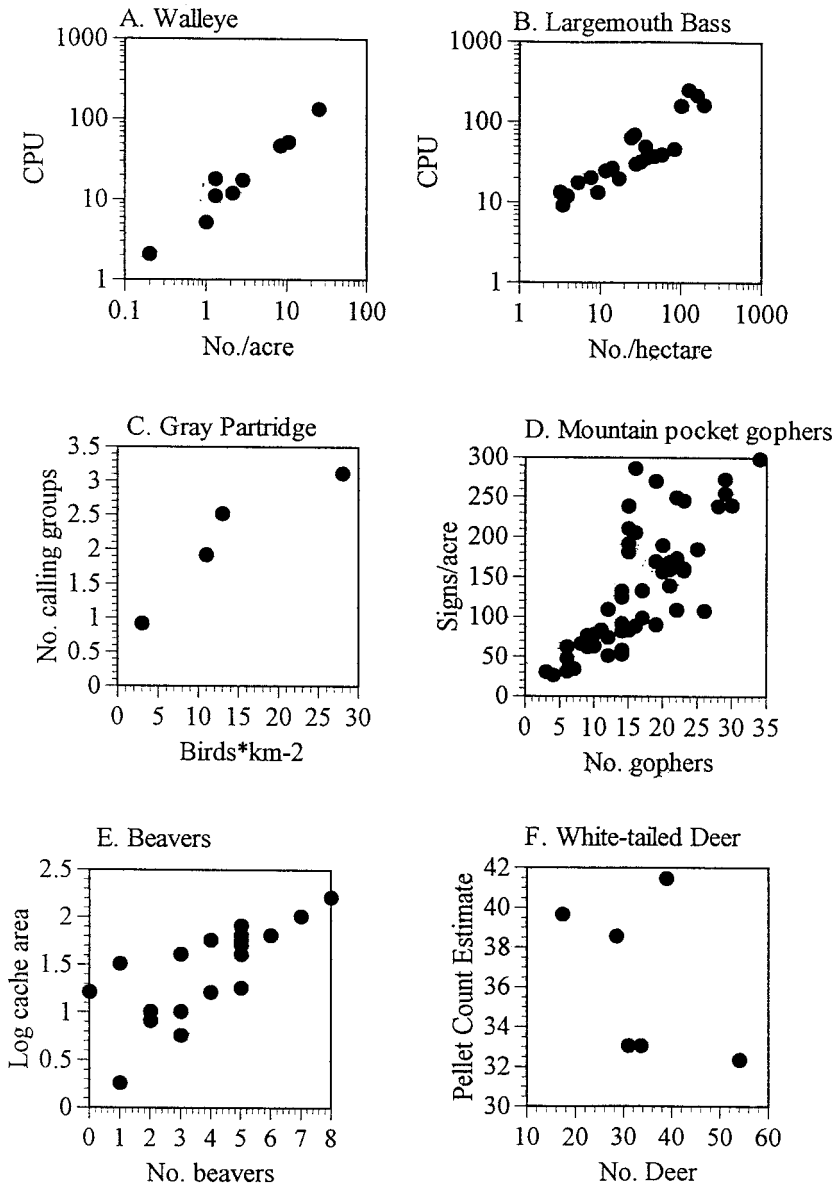 A. Walleye
1000
100
10
1
CPU
0.1 1 10 100
No./acre
B. Largemouth Bass
1000
100
10
1
CPU
1 10 100 1000
No./hectare
C. Gray Partridge
3.5
3
2.5
2
1.5
1
0.5
0
No. calling groups
0 5 10 15 20 25 30
Birds*km-2
D. Mountain pocket gophers
300
250
200
150
100
50
0
Signs/acre
0 5 10 15 20 25 30 35
No. gophers
E. Beavers
2.5
2
1.5
1
0.5
0
Log cache area
0 1 2 3 4 5 6 7 8
No. beavers
F. White-tailed Deer
42
40
38
36
34
32
30
Pellet Count Estimate
10 20 30 40 50 60
No. Deer